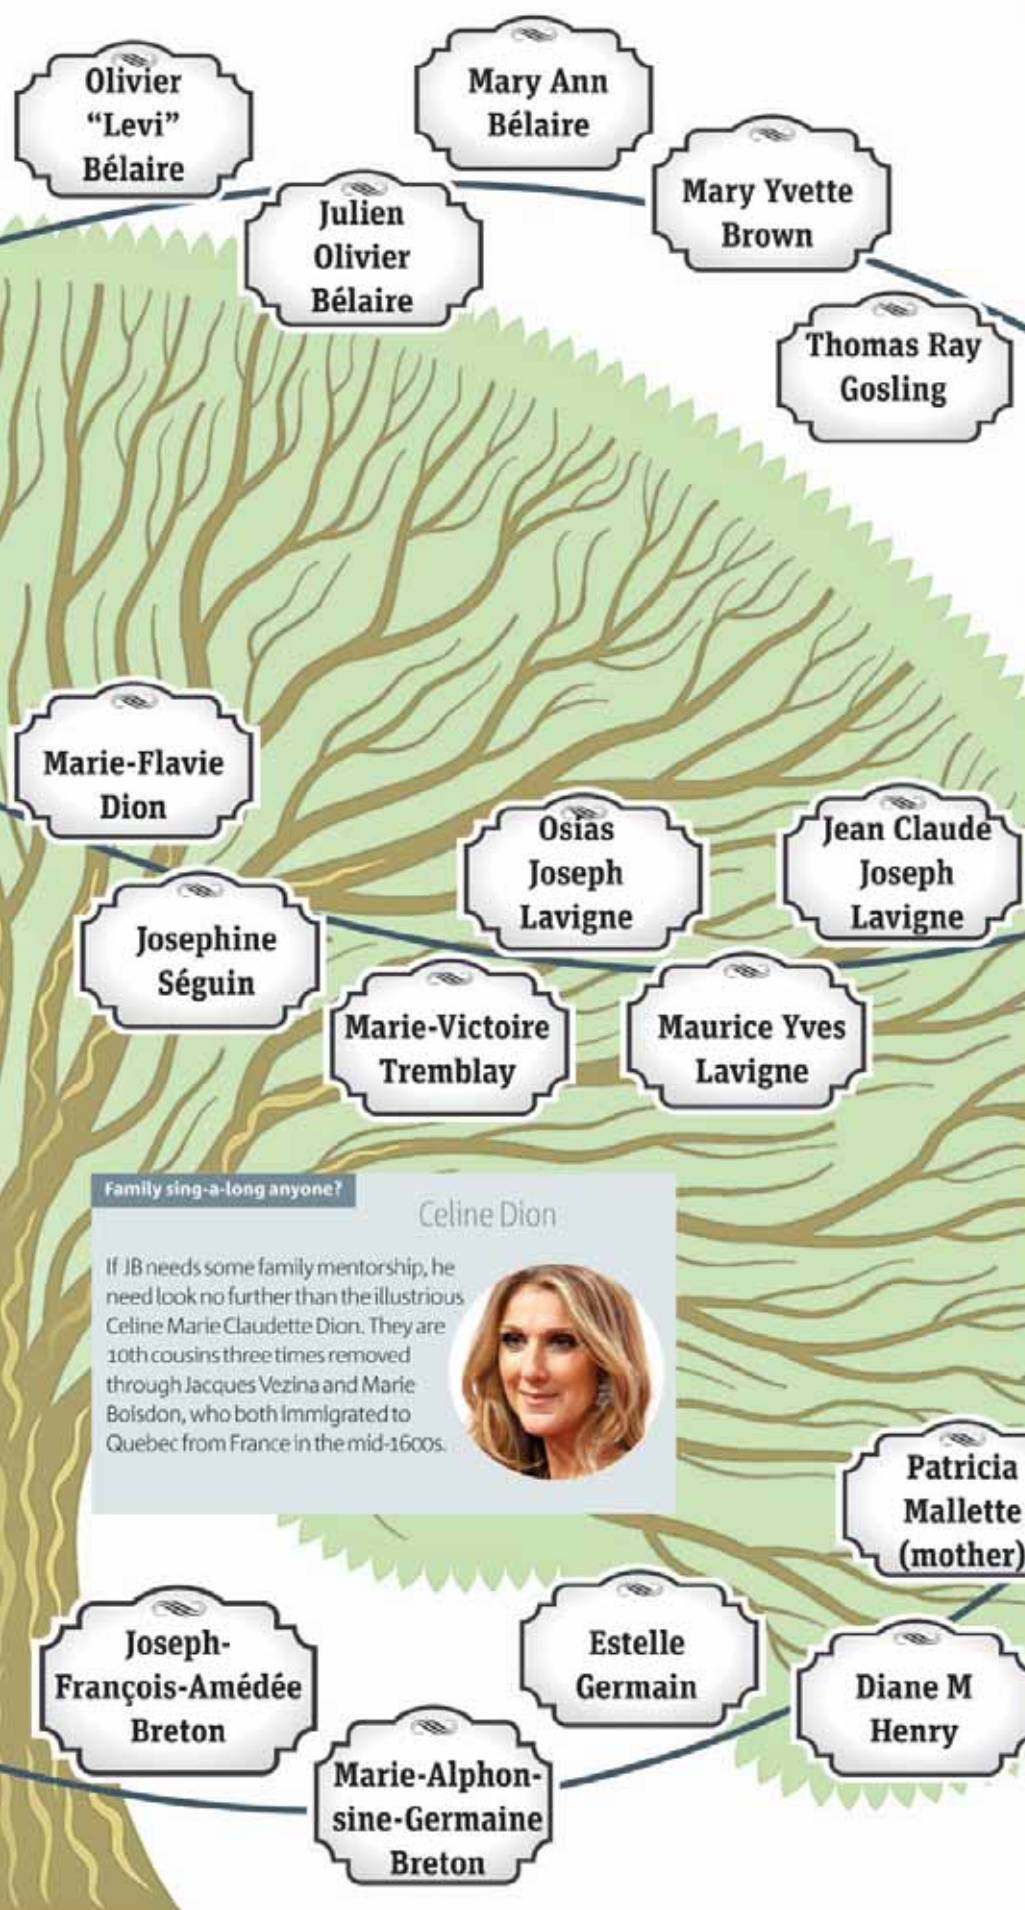 Olivier
“Levi”
Bélaire
Mary Ann
Bélaire
Julien
Olivier
Bélaire
Mary Yvette
Brown
Thomas Ray
Gosling
Marie-Flavie
Dion
Josephine
Séguin
Osias
Joseph
Lavigne
Jean Claude
Joseph
Lavigne
Marie-Victoire
Tremblay
Maurice Yves
Lavigne
Family sing-a-long anyone?
Celine Dion
If JB needs some family mentorship, he
need look no further than the illustrious
Celine Marie Claudette Dion. They are
10th cousins three times removed
through Jacques Vezina and Marie
Boisdon, who both immigrated to
Quebec from France in the mid-1600s.
Patricia
Mallette
(mother)
Joseph-
François-Amédée
Breton
Estelle
Germain
Diane M
Henry
Marie-Alphon-
sine-Germaine
Breton